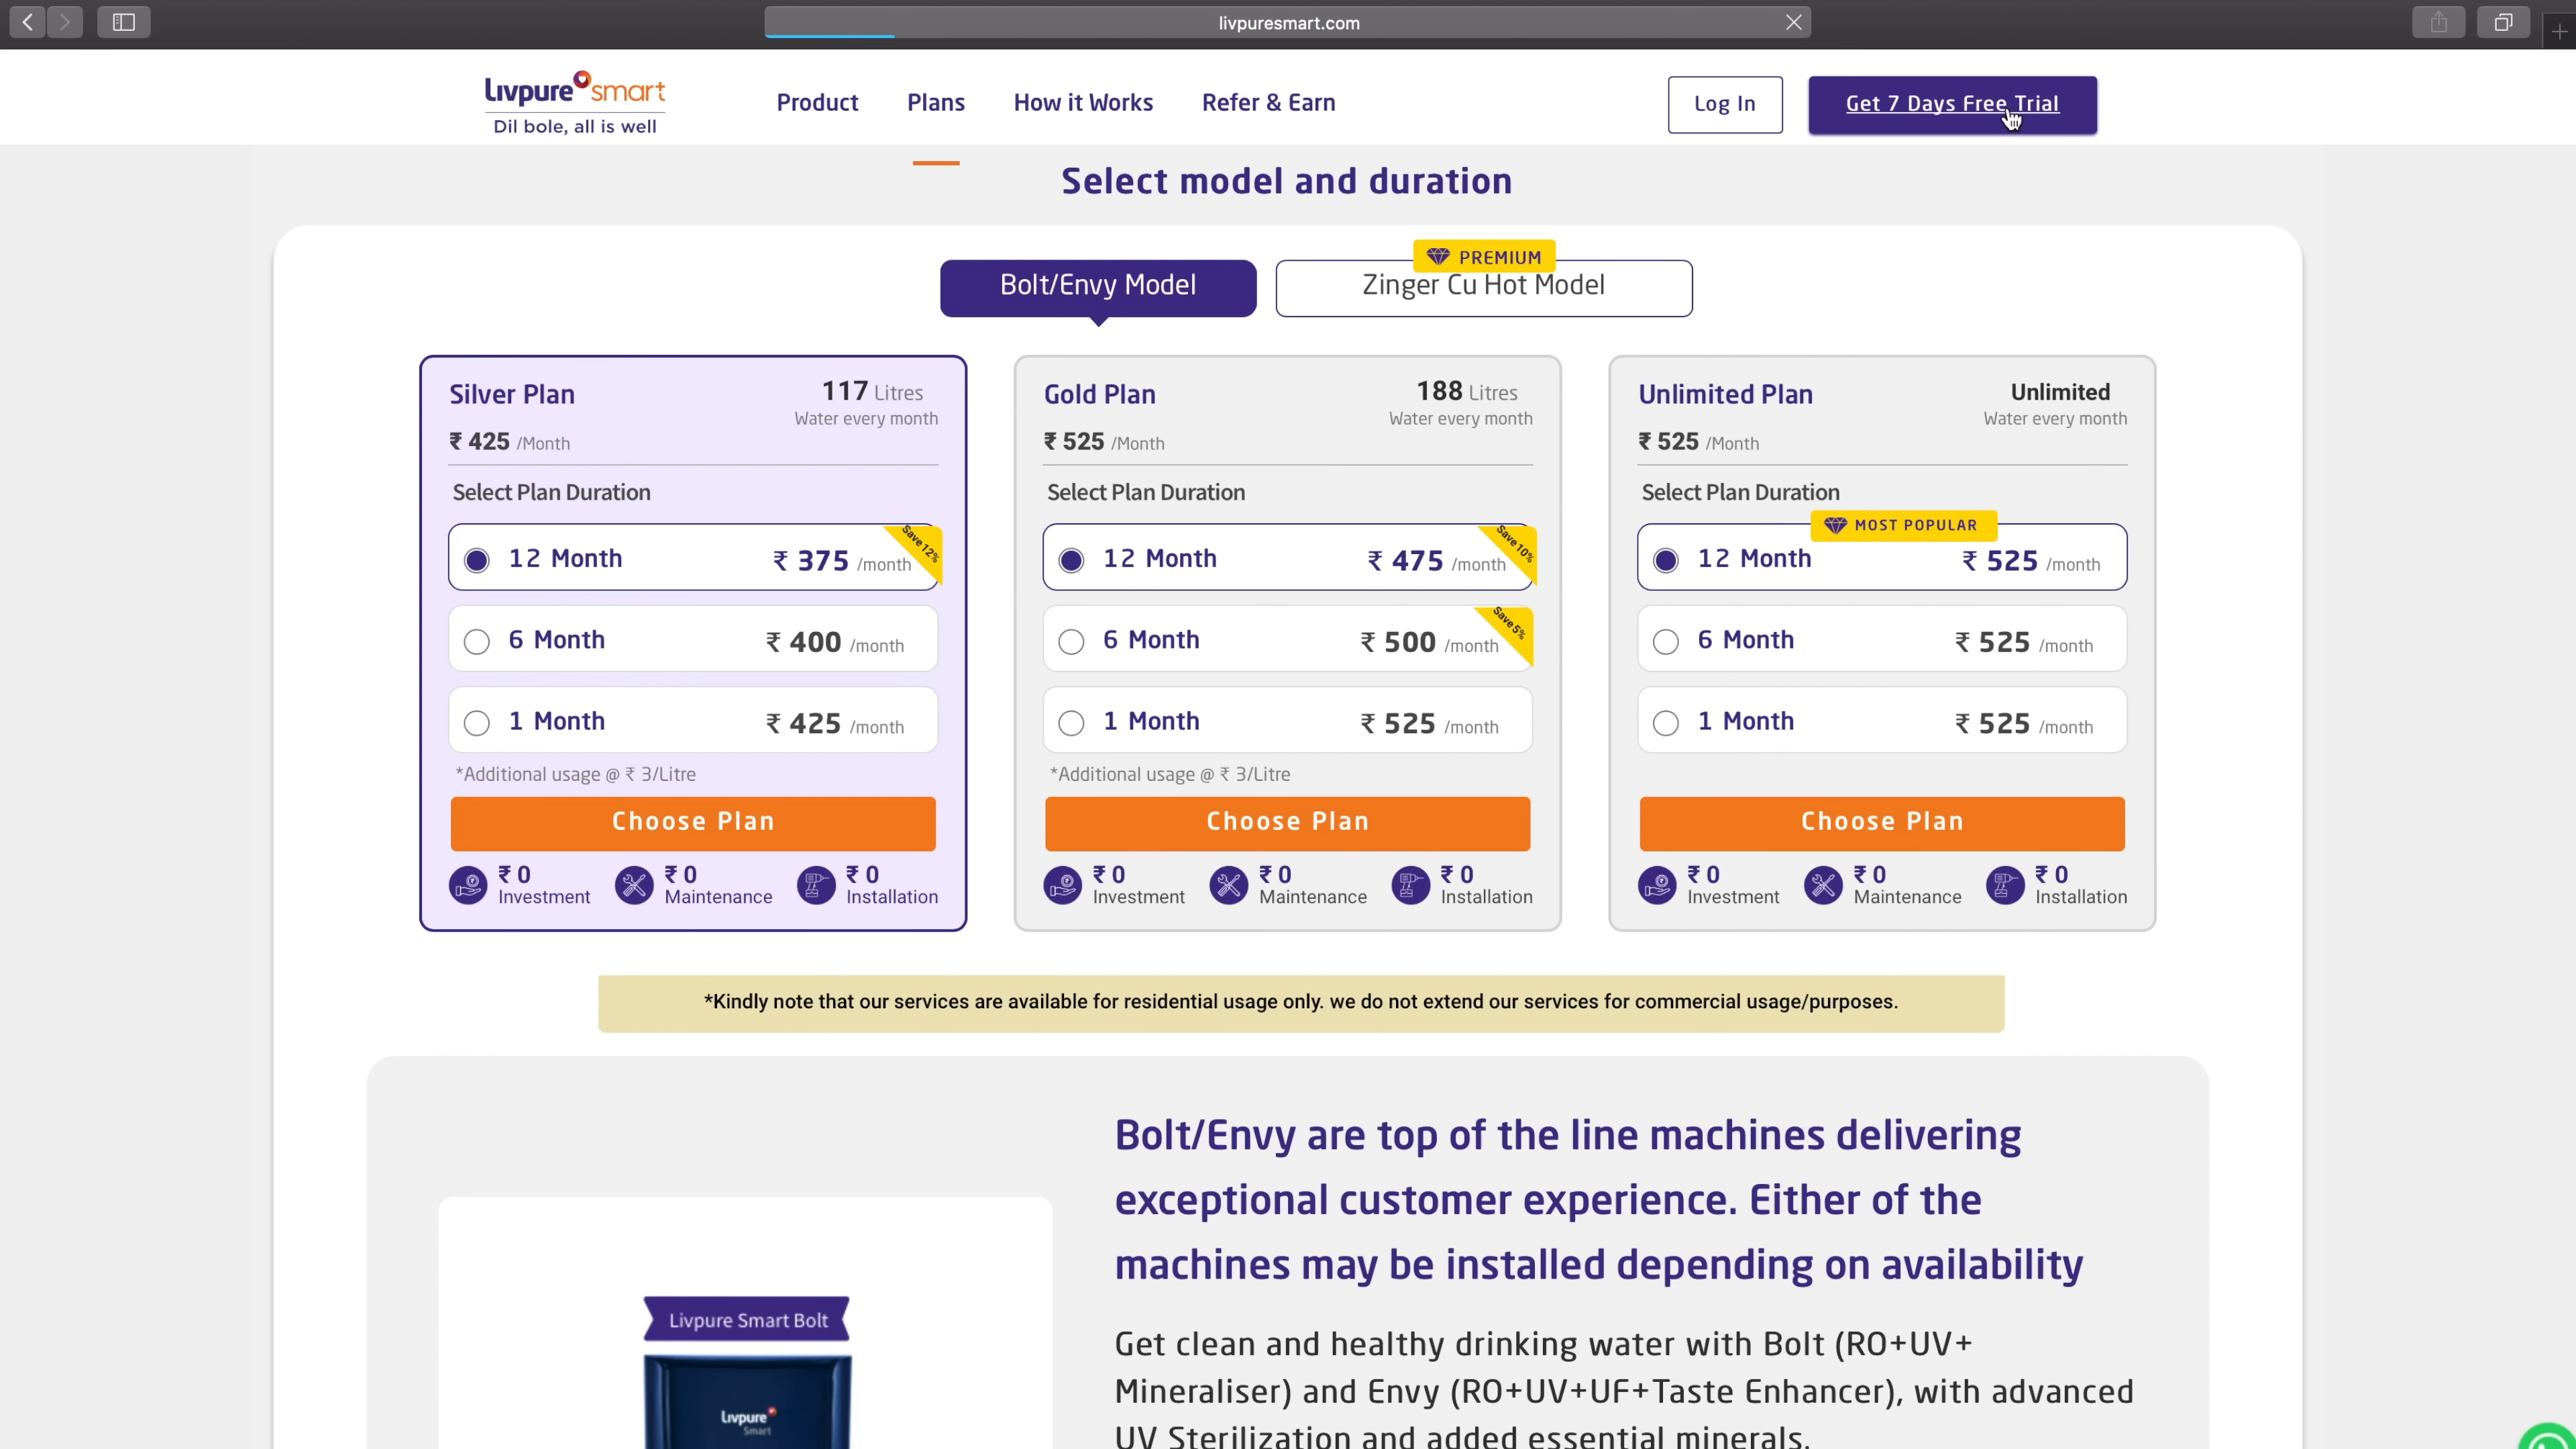 livpuresmart.com
Livpure smart
Dil bole, all is well
Product
Plans
How it Works
Refer & Earn
Log In
Get 7 Days Free Trial
Select model and duration
Bolt/Envy Model
PREMIUM
Zinger Cu Hot Model
Silver Plan
117 Litres
Water every month
₹ 425 /Month
Select Plan Duration
12 Month
₹ 375 /month
Save 12%
6 Month
₹ 400 /month
1 Month
₹ 425 /month
*Additional usage @ ₹ 3/Litre
Choose Plan
₹ 0
Investment
₹ 0
Maintenance
₹ 0
Installation
Gold Plan
188 Litres
Water every month
₹ 525 /Month
Select Plan Duration
12 Month
₹ 475 /month
Save 10%
6 Month
₹ 500 /month
Save 5%
1 Month
₹ 525 /month
*Additional usage @ ₹ 3/Litre
Choose Plan
₹ 0
Investment
₹ 0
Maintenance
₹ 0
Installation
Unlimited Plan
Unlimited
Water every month
₹ 525 /Month
Select Plan Duration
MOST POPULAR
12 Month
₹ 525 /month
6 Month
₹ 525 /month
1 Month
₹ 525 /month
Choose Plan
₹ 0
Investment
₹ 0
Maintenance
₹ 0
Installation
*Kindly note that our services are available for residential usage only. we do not extend our services for commercial usage/purposes.
Bolt/Envy are top of the line machines delivering
exceptional customer experience. Either of the
machines may be installed depending on availability
Livpure Smart Bolt
Livpure
Smart
Get clean and healthy drinking water with Bolt (RO+UV+
Mineraliser) and Envy (RO+UV+UF+Taste Enhancer), with advanced
UV Sterilization and added essential minerals.